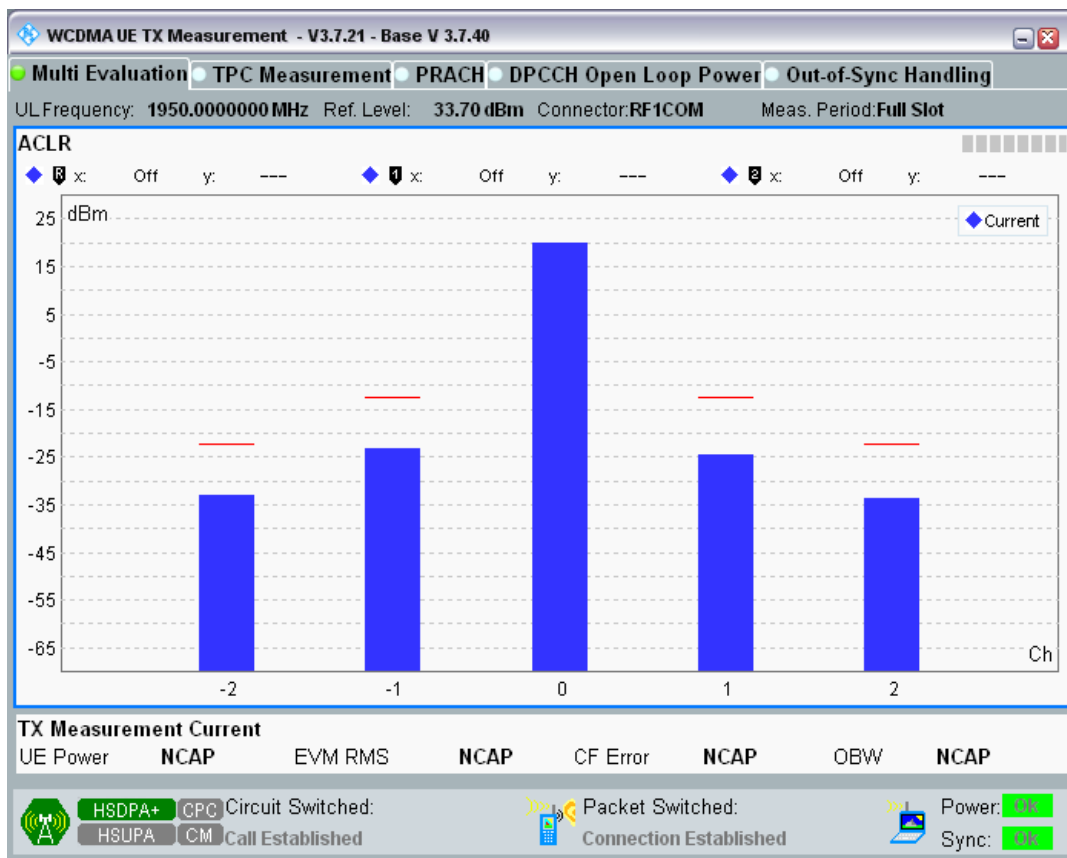 WCDMA UE TX Measurement - V3.7.21 - Base V 3.7.40
Multi Evaluation TPC Measurement PRACH DPCCH Open Loop Power Out-of-Sync Handling
UL Frequency: 1950.0000000 MHz Ref. Level: 33.70 dBm Connector:RF1COM Meas. Period:Full Slot
ACLR
R x: Off y: --- 1 x: Off y: --- 2 x: Off y: ---
dBm
Current
25
15
5
-5
-15
-25
-35
-45
-55
-65
Ch
-2 -1 0 1 2
TX Measurement Current
UE Power NCAP EVM RMS NCAP CF Error NCAP OBW NCAP
HSDPA+ CPC Circuit Switched: Packet Switched: Power: Ok
HSUPA CM Call Established Connection Established Sync: Ok